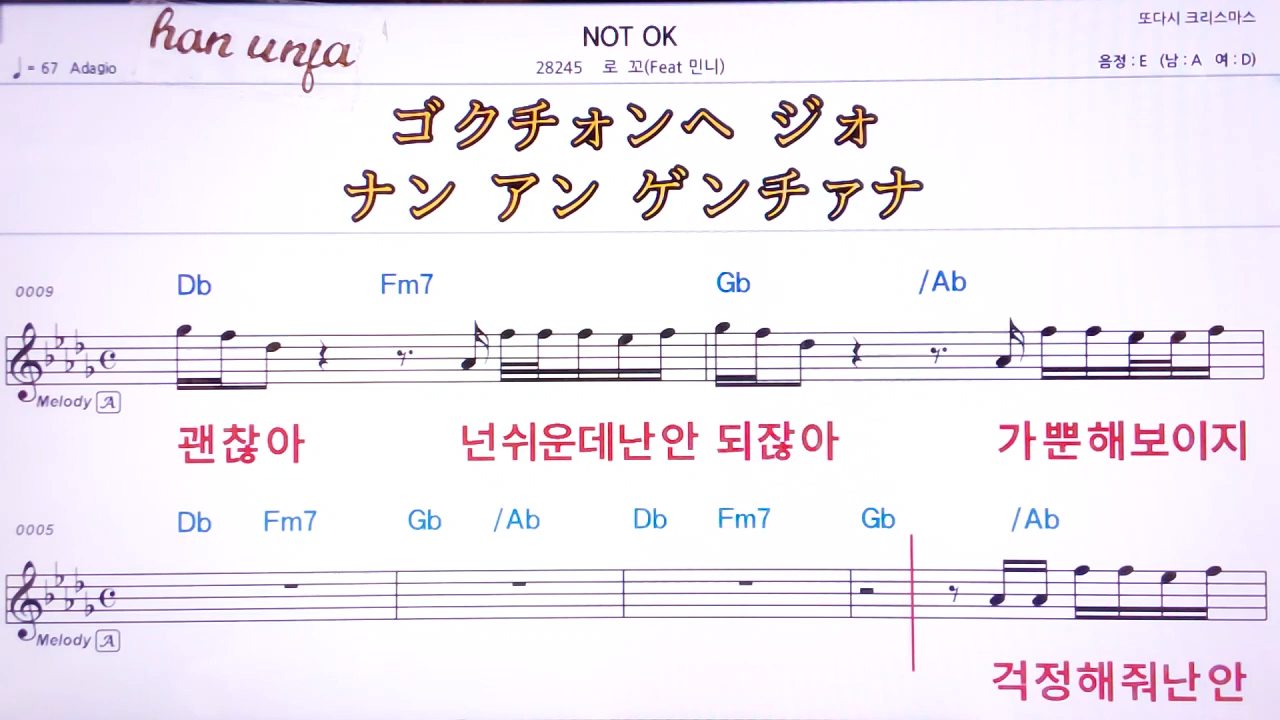 han unfa
또다시 크리스마스
NOT OK
♩= 67 Adagio
28245 로 꼬(Feat 민니)
음정 : E (남 : A 여 : D)
ゴクチォンヘ ジォ
ナン アン ゲンチァナ
0009
Db Fm7 Gb /Ab
Melody A
괜찮아 넌쉬운데난안 되잖아 가뿐해보이지
0005
Db Fm7 Gb /Ab Db Fm7 Gb /Ab
Melody A
걱정해줘난안